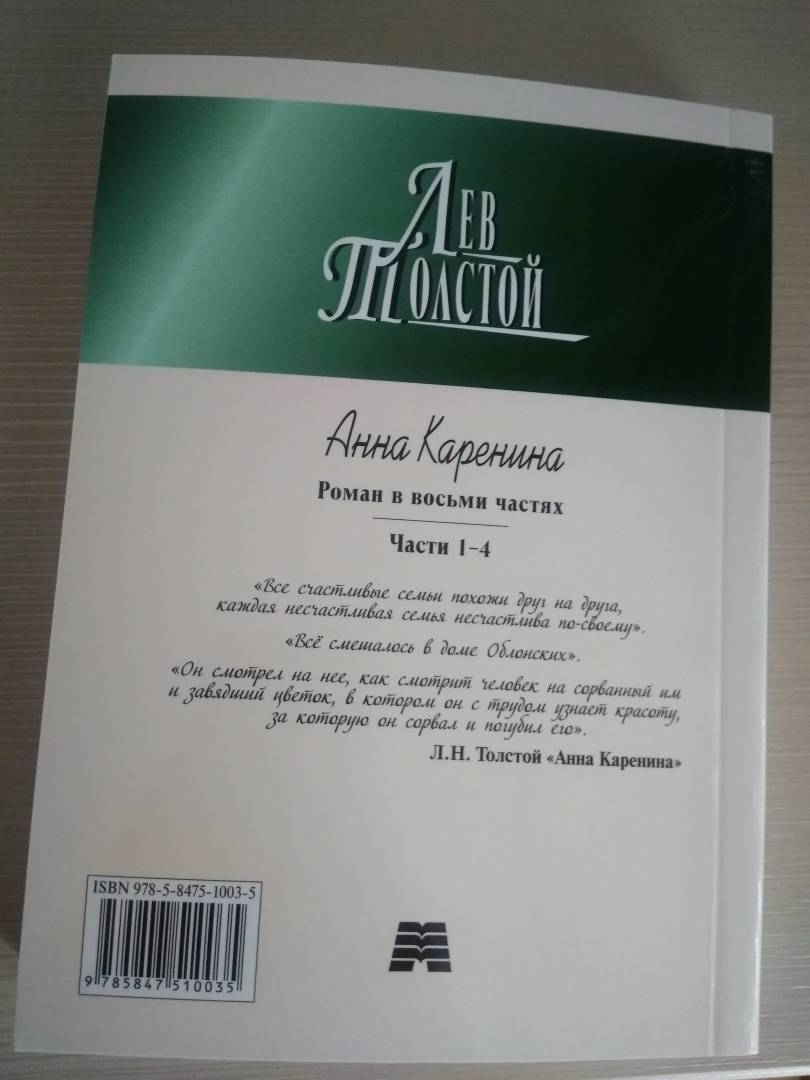 Лев
Толстой
Анна Каренина
Роман в восьми частях
Части 1-4
«Все счастливые семьи похожи друг на друга,
каждая несчастливая семья несчастлива по-своему».
«Всё смешалось в доме Облонских».
«Он смотрел на нее, как смотрит человек на сорванный им
и завядший цветок, в котором он с трудом узнает красоту,
за которую он сорвал и погубил его».
Л.Н. Толстой «Анна Каренина»
ISBN 978-5-8475-1003-5
9 785847 510035